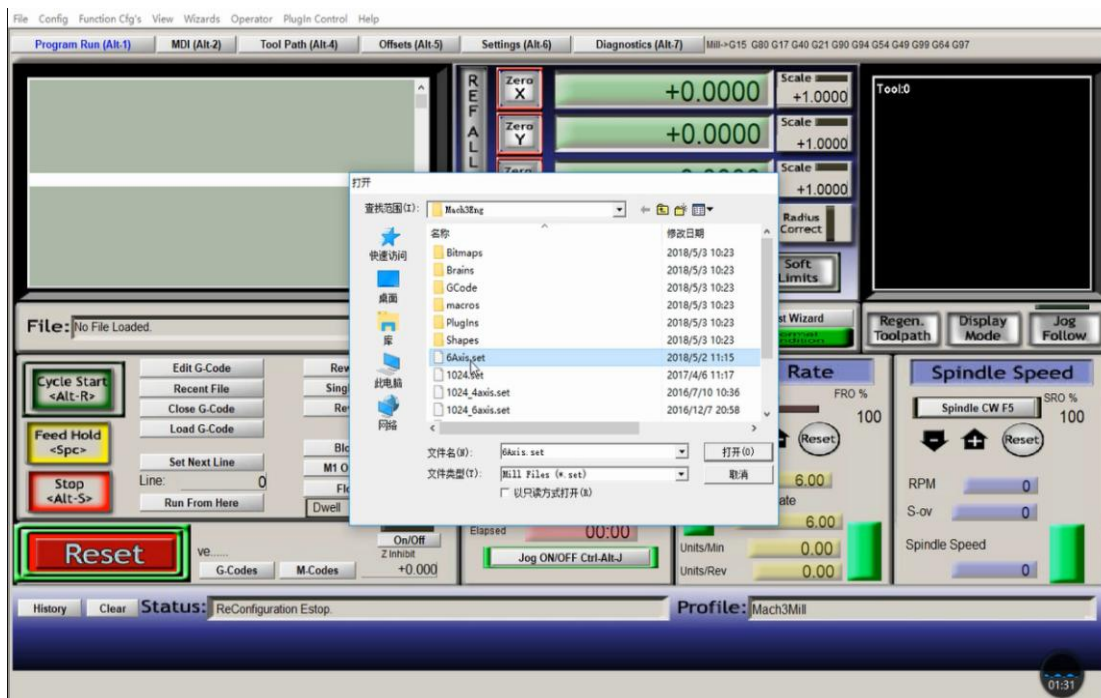 File Config Function Cfg's View Wizards Operator PlugIn Control Help
Program Run (Alt-1) MDI (Alt-2) Tool Path (Alt-4) Offsets (Alt-5) Settings (Alt-6) Diagnostics (Alt-7) Mill->G15 G80 G17 G40 G21 G90 G94 G54 G49 G99 G64 G97
REF ALL
Zero X +0.0000 Scale +1.0000
Zero Y +0.0000 Scale +1.0000
Scale +1.0000
Tool:0
Radius Correct
Soft Limits
打开
查找范围(I): Mach3Eng
名称 修改日期
快速访问
桌面
库
此电脑
网络
Bitmaps 2018/5/3 10:23
Brains 2018/5/3 10:23
GCode 2018/5/3 10:23
macros 2018/5/3 10:23
PlugIns 2018/5/3 10:23
Shapes 2018/5/3 10:23
6Axis.set 2018/5/2 11:15
1024.set 2017/4/6 11:17
1024_4axis.set 2016/7/10 10:36
1024_6axis.set 2016/12/7 20:58
文件名(N): 6Axis.set 打开(O)
文件类型(T): Mill Files (*.set) 取消
以只读方式打开(R)
File: No File Loaded.
Wizard
Regen. Toolpath Display Mode Jog Follow
Cycle Start <Alt-R>
Feed Hold <Spc>
Stop <Alt-S>
Edit G-Code
Recent File
Close G-Code
Load G-Code
Set Next Line
Line: 0
Run From Here
Dwell
Rate
FRO %
100
Reset
6.00
6.00
Units/Min 0.00
Units/Rev 0.00
Spindle Speed
Spindle CW F5
SRO %
100
Reset
RPM 0
S-ov 0
Spindle Speed
0
Reset
G-Codes M-Codes
On/Off
Z Inhibit
+0.000
Elapsed 00:00
Jog ON/OFF Ctrl-Alt-J
History Clear Status: ReConfiguration Estop. Profile: Mach3Mill
01:31